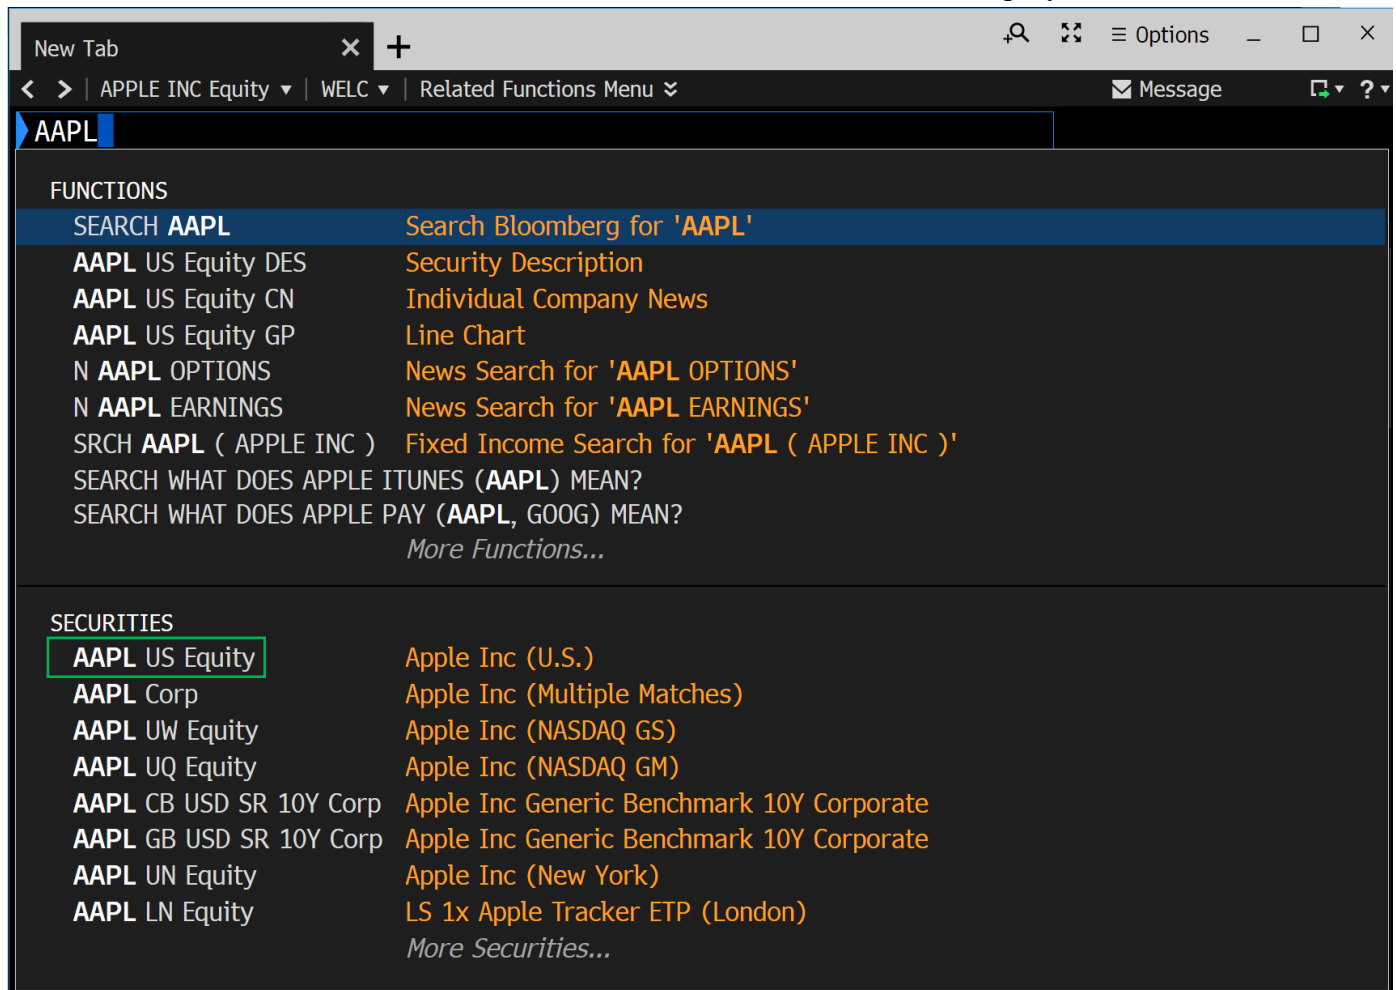 New Tab
Options
APPLE INC Equity WELC Related Functions Menu Message ?
AAPL
FUNCTIONS
SEARCH AAPL Search Bloomberg for 'AAPL'
AAPL US Equity DES Security Description
AAPL US Equity CN Individual Company News
AAPL US Equity GP Line Chart
N AAPL OPTIONS News Search for 'AAPL OPTIONS'
N AAPL EARNINGS News Search for 'AAPL EARNINGS'
SRCH AAPL ( APPLE INC ) Fixed Income Search for 'AAPL ( APPLE INC )'
SEARCH WHAT DOES APPLE ITUNES (AAPL) MEAN?
SEARCH WHAT DOES APPLE PAY (AAPL, GOOG) MEAN?
More Functions...
SECURITIES
AAPL US Equity Apple Inc (U.S.)
AAPL Corp Apple Inc (Multiple Matches)
AAPL UW Equity Apple Inc (NASDAQ GS)
AAPL UQ Equity Apple Inc (NASDAQ GM)
AAPL CB USD SR 10Y Corp Apple Inc Generic Benchmark 10Y Corporate
AAPL GB USD SR 10Y Corp Apple Inc Generic Benchmark 10Y Corporate
AAPL UN Equity Apple Inc (New York)
AAPL LN Equity LS 1x Apple Tracker ETP (London)
More Securities...